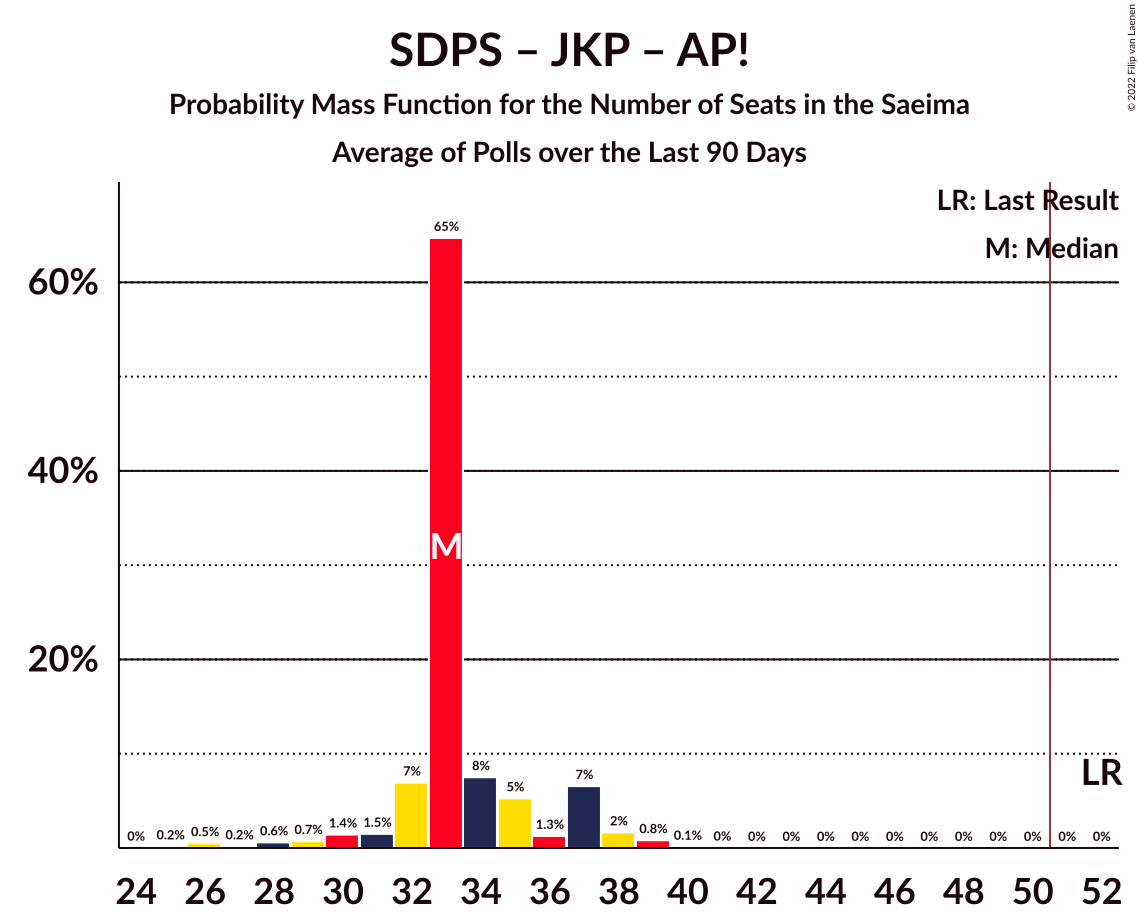 SDPS – JKP – AP!
Probability Mass Function for the Number of Seats in the Saeima
Average of Polls over the Last 90 Days
© 2022 Filip van Laenen
LR: Last Result
M: Median
60%
40%
20%
0% 0.2% 0.5% 0.2% 0.6% 0.7% 1.4% 1.5% 7% 65% 8% 5% 1.3% 7% 2% 0.8% 0.1% 0% 0% 0% 0% 0% 0% 0% 0% 0% 0% 0% 0%
M
LR
24 26 28 30 32 34 36 38 40 42 44 46 48 50 52